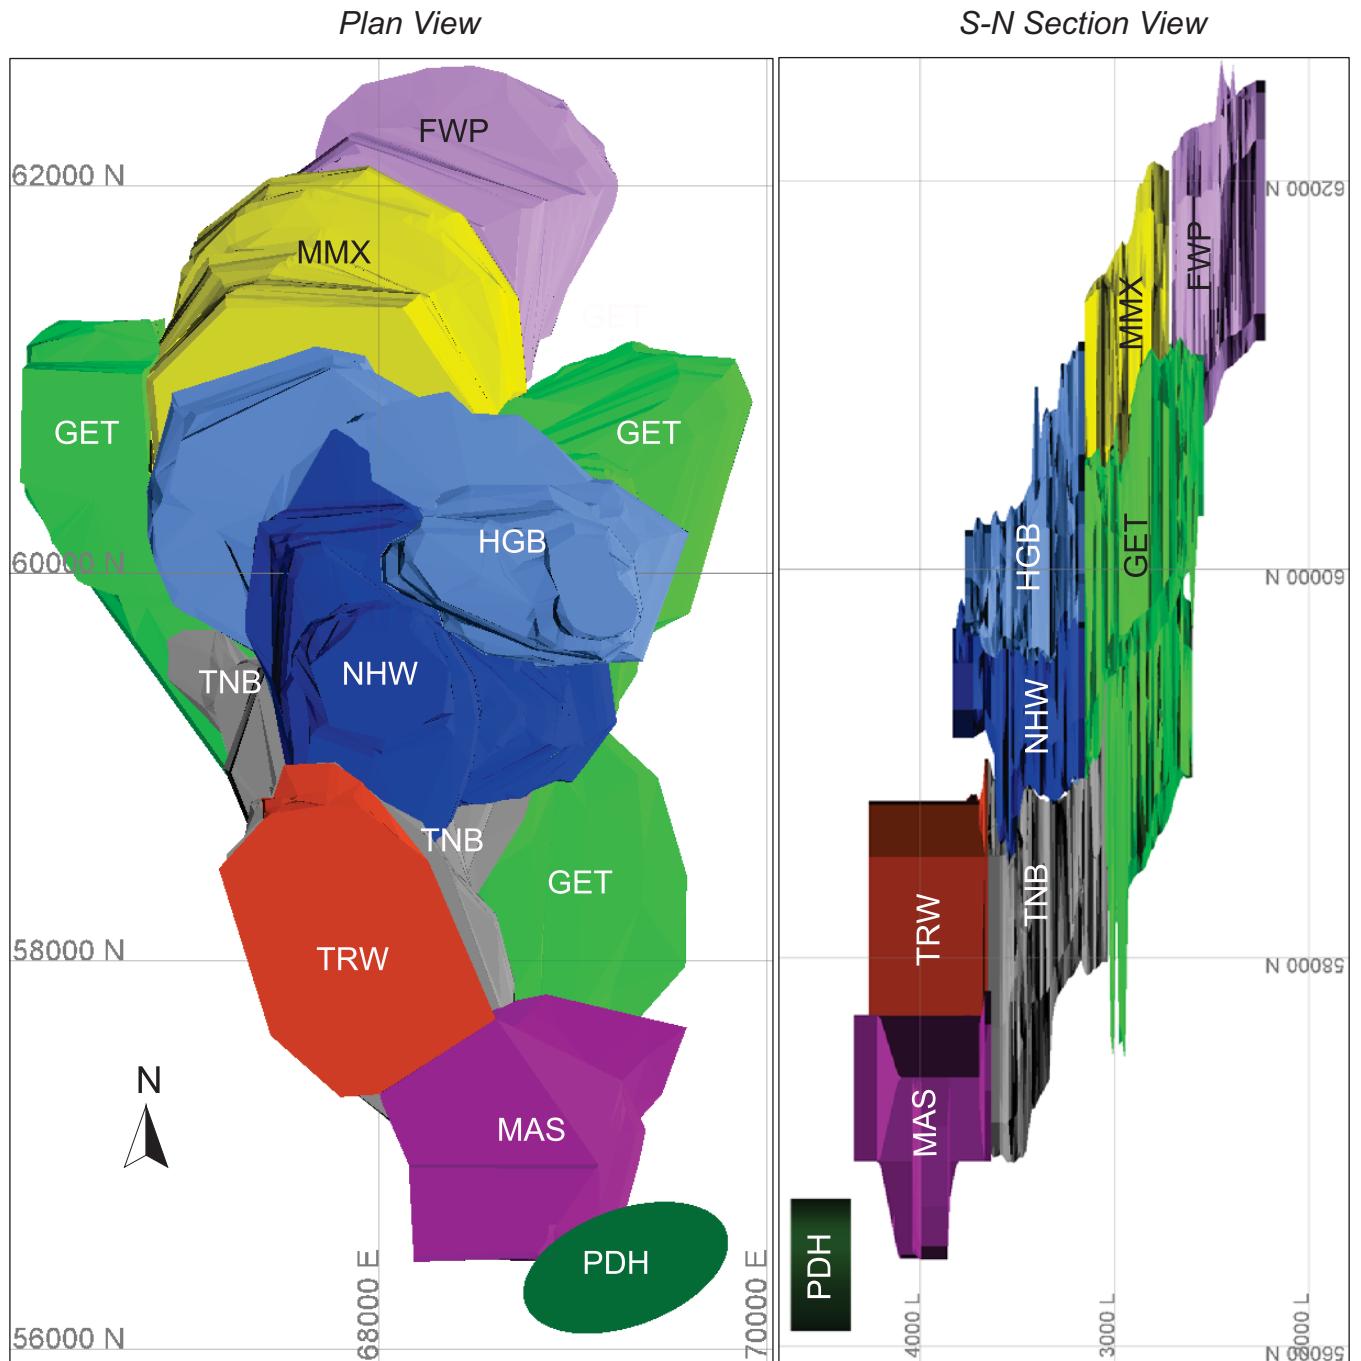 Plan View
S-N Section View
FWP
62000 N
MMX
GET
GET
GET
HGB
60000 N
TNB
NHW
TNB
GET
TRW
58000 N
N
MAS
PDH
68000 E
70000 E
56000 N
62000 N
FWP
MMX
GET
HGB
60000 N
NHW
TNB
TRW
58000 N
MAS
PDH
4000 L
3000 L
2000 L
56000 N